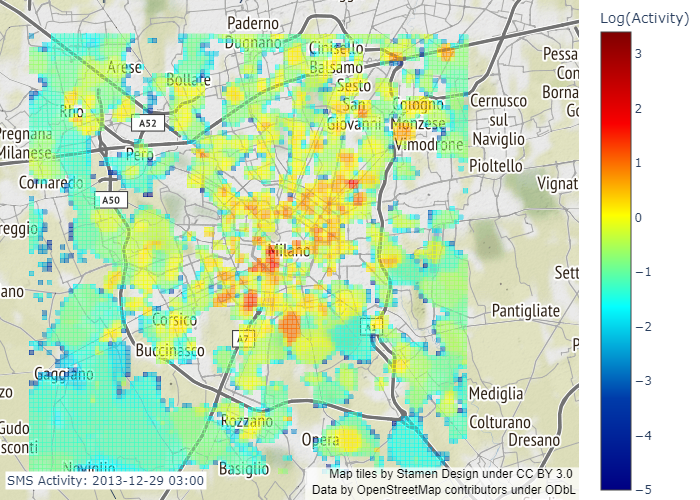 Log(Activity)
Paderno
Dugnano
Cinisello
Balsamo
Arese
Bollate
Sesto
San
Giovanni
Rho
Cologno
Monzese
Cernusco
sul
Naviglio
A52
Pregnana
Milanese
Pero
Vimodrone
Pioltello
Cornaredo
A50
Vignat
reggio
Milano
Sett
ano
Pantigliate
Corsico
A7
A1
Buccinasco
Gaggiano
Mediglia
Gudo
sconti
Rozzano
Opera
Colturano
Dresano
Noviglio
Basiglio
Pessa
Con
Borna
Go
zo
P
3
2
1
0
−1
−2
−3
−4
−5
SMS Activity: 2013-12-29 03:00
Map tiles by Stamen Design under CC BY 3.0
Data by OpenStreetMap contributors under ODbL